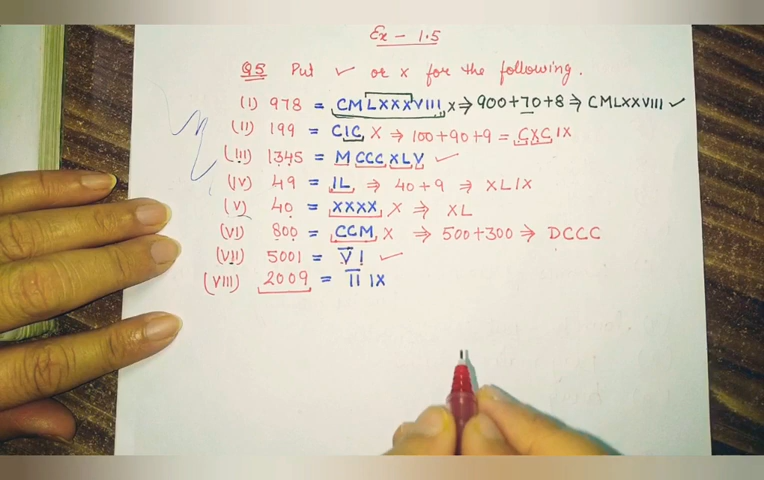 Ex - 1.5
Q5 Put ✓ or x for the following.
(I) 978 = CMLXXXVIII x ⇒ 900+70+8 ⇒ CMLXXVIII ✓
(II) 199 = CIC x ⇒ 100+90+9 = CXCIX
(III) 1345 = MCCCXLV ✓
(IV) 49 = IL ⇒ 40+9 ⇒ XLIX
(V) 40 = XXXX x ⇒ XL
(VI) 800 = CCM x ⇒ 500+300 ⇒ DCCC
(VII) 5001 = V̅I ✓
(VIII) 2009 = I̅I̅ IX